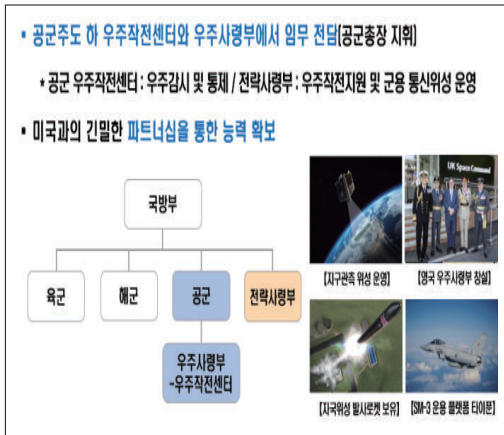 ▪ 공군주도 하 우주작전센터와 우주사령부에서 임무 전담(공군총장 지휘)
* 공군 우주작전센터 : 우주감시 및 통제 / 전략사령부 : 우주작전지원 및 군용 통신위성 운영
▪ 미국과의 긴밀한 파트너십을 통한 능력 확보
국방부
육군
해군
공군
전략사령부
우주사령부
-우주작전센터
UK Space Command
[지구관측 위성 운영]
[영국 우주사령부 창설]
[자국위성 발사로켓 보유]
[SM-3 운용 플랫폼 타이푼]